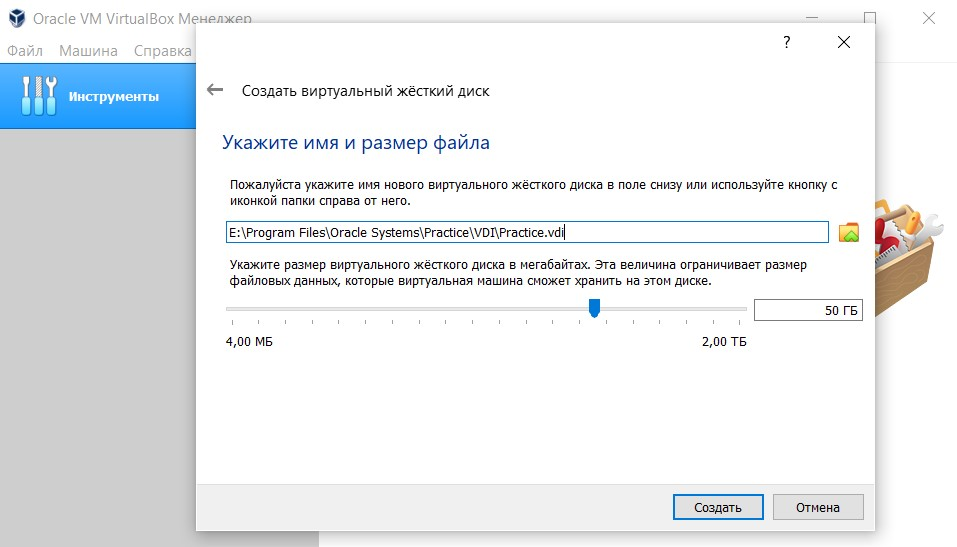 Oracle VM VirtualBox Менеджер
Файл Машина Справка
?
Инструменты
Создать виртуальный жёсткий диск
Укажите имя и размер файла
Пожалуйста укажите имя нового виртуального жёсткого диска в поле снизу или используйте кнопку с
иконкой папки справа от него.
E:\Program Files\Oracle Systems\Practice\VDI\Practice.vdi
Укажите размер виртуального жёсткого диска в мегабайтах. Эта величина ограничивает размер
файловых данных, которые виртуальная машина сможет хранить на этом диске.
50 ГБ
4,00 МБ 2,00 ТБ
Создать Отмена